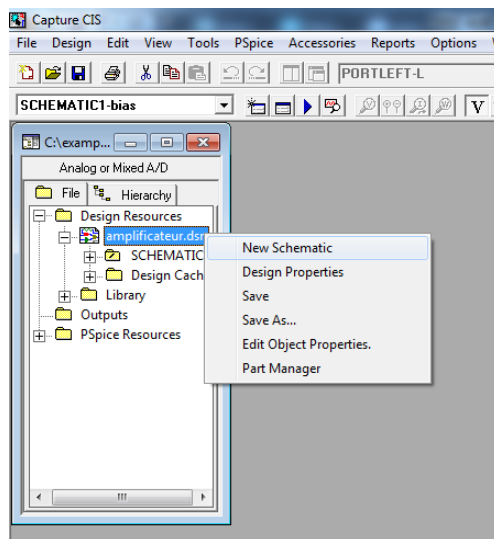 Capture CIS
File Design Edit View Tools PSpice Accessories Reports Options
PORTLEFT-L
SCHEMATIC1-bias
V
C:\examp...
Analog or Mixed A/D
File Hierarchy
Design Resources
amplificateur.dsn
SCHEMATIC
Design Cach
Library
Outputs
PSpice Resources
New Schematic
Design Properties
Save
Save As...
Edit Object Properties.
Part Manager